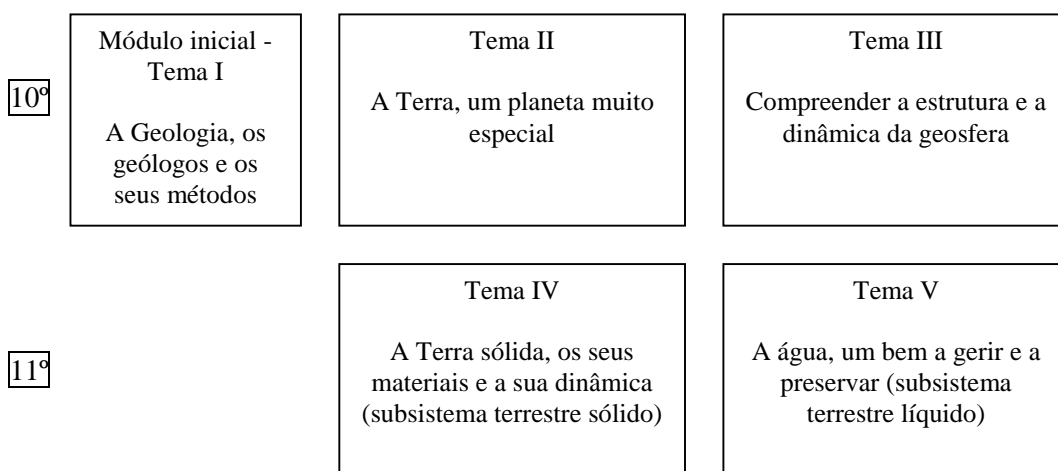 10º
Módulo inicial -
Tema I
A Geologia, os
geólogos e os
seus métodos
Tema II
A Terra, um planeta muito
especial
Tema III
Compreender a estrutura e a
dinâmica da geosfera
11º
Tema IV
A Terra sólida, os seus
materiais e a sua dinâmica
(subsistema terrestre sólido)
Tema V
A água, um bem a gerir e a
preservar (subsistema
terrestre líquido)